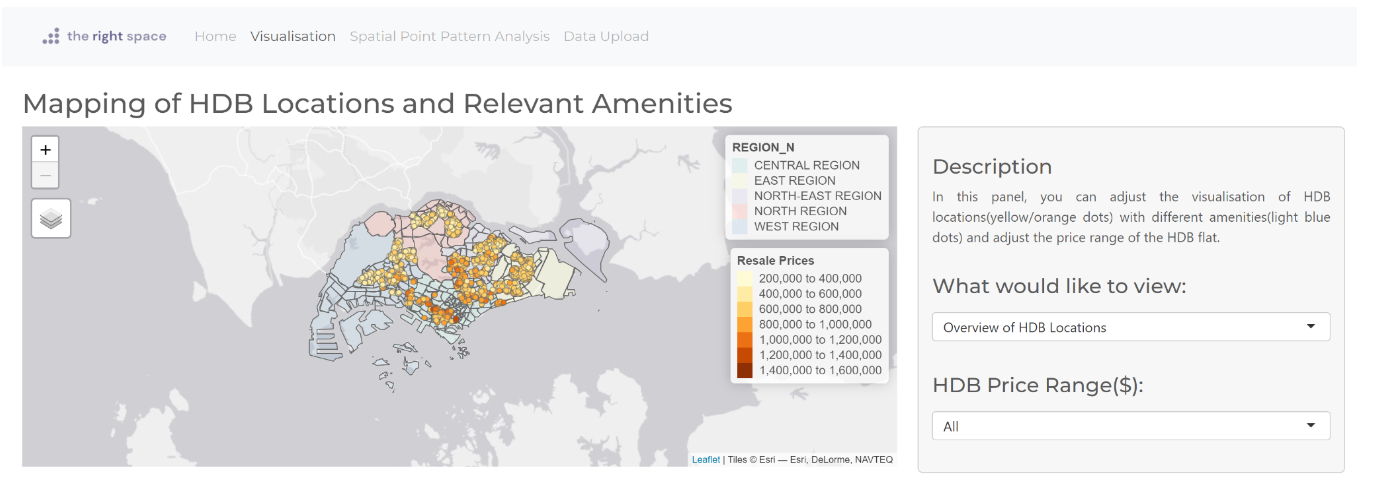 the right space Home Visualisation Spatial Point Pattern Analysis Data Upload
Mapping of HDB Locations and Relevant Amenities
+
−
REGION_N
CENTRAL REGION
EAST REGION
NORTH-EAST REGION
NORTH REGION
WEST REGION
Resale Prices
200,000 to 400,000
400,000 to 600,000
600,000 to 800,000
800,000 to 1,000,000
1,000,000 to 1,200,000
1,200,000 to 1,400,000
1,400,000 to 1,600,000
Leaflet | Tiles © Esri — Esri, DeLorme, NAVTEQ
Description
In this panel, you can adjust the visualisation of HDB
locations(yellow/orange dots) with different amenities(light blue
dots) and adjust the price range of the HDB flat.
What would like to view:
Overview of HDB Locations
HDB Price Range($):
All